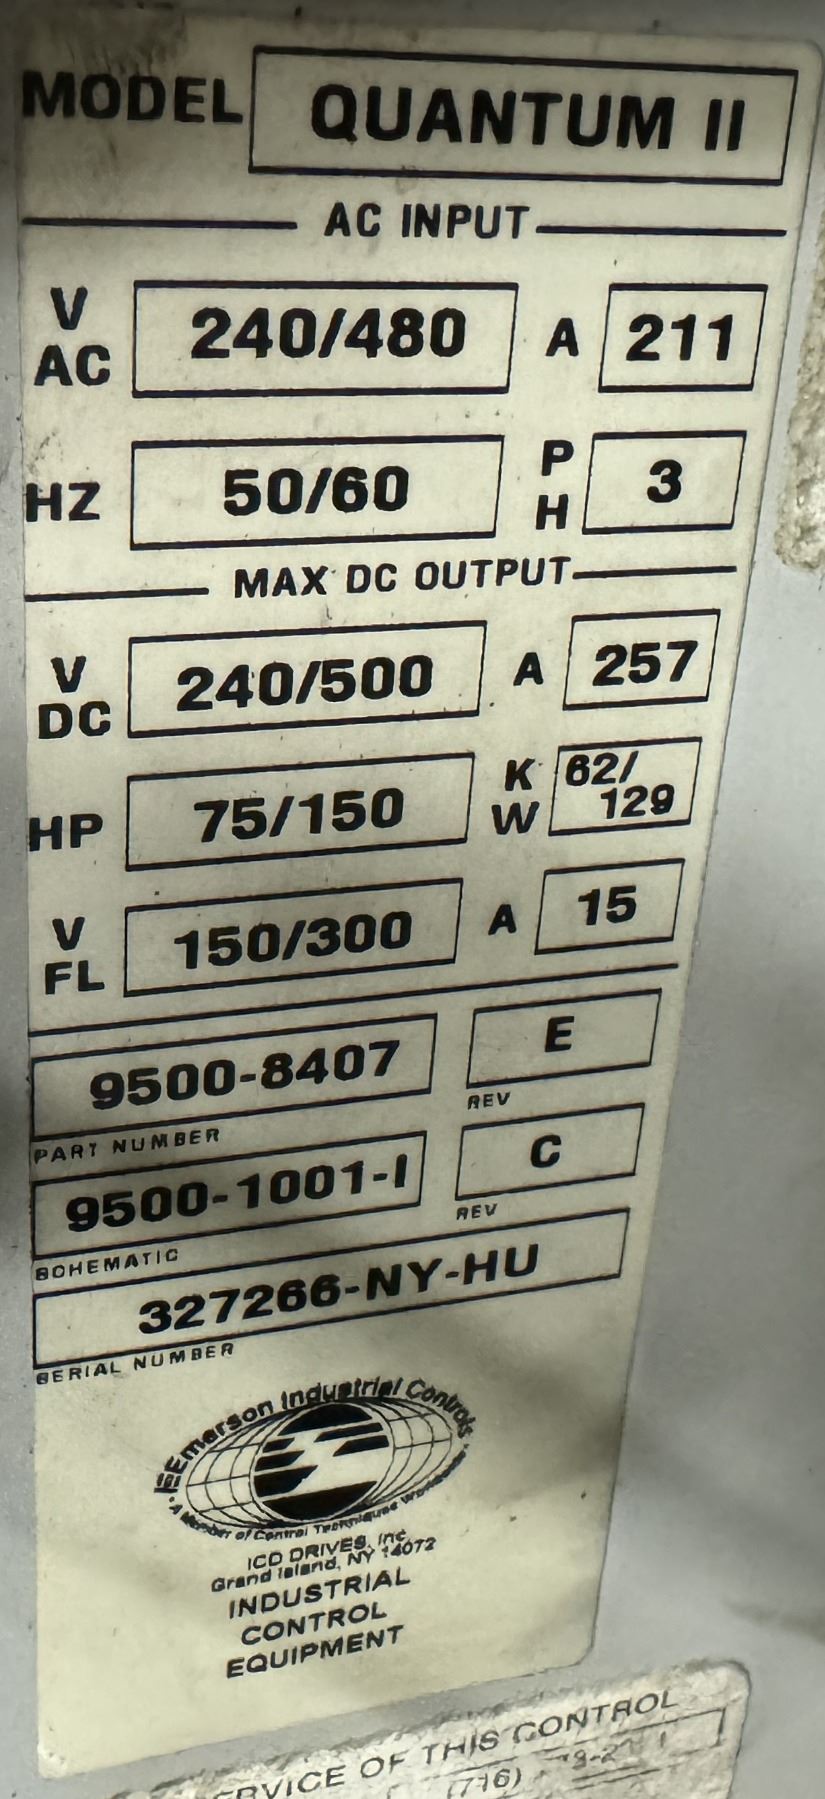 MODEL QUANTUM II
AC INPUT
V AC 240/480 A 211
HZ 50/60 PH 3
MAX DC OUTPUT
V DC 240/500 A 257
HP 75/150 KW 62/129
V FL 150/300 A 15
9500-8407 E
PART NUMBER REV
9500-1001-I C
SCHEMATIC REV
327266-NY-HU
SERIAL NUMBER
Emerson Industrial Controls
A Member of Control Techniques Worldwide
ICD DRIVES, Inc.
Grand Island, NY 14072
INDUSTRIAL
CONTROL
EQUIPMENT
OF THIS CONTROL
(716)